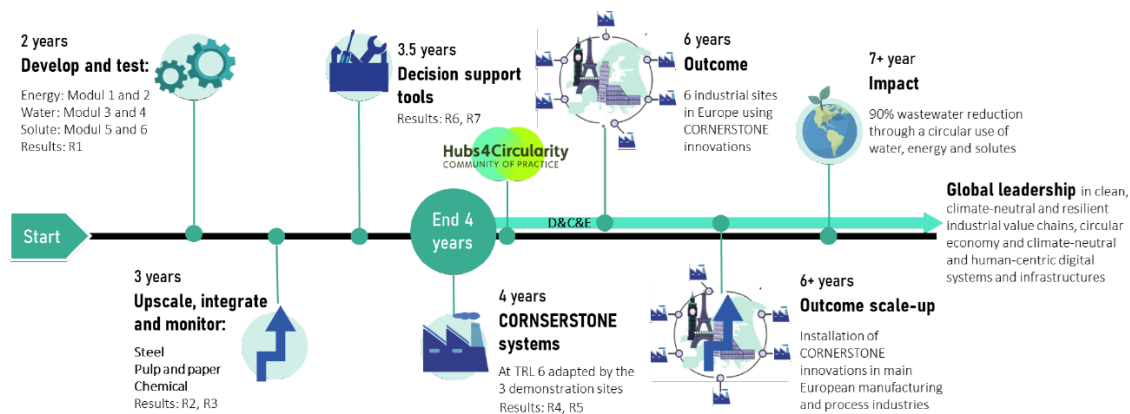 2 years
Develop and test:
Energy: Modul 1 and 2
Water: Modul 3 and 4
Solute: Modul 5 and 6
Results: R1
3.5 years
Decision support
tools
Results: R6, R7
Hubs4Circularity
COMMUNITY OF PRACTICE
6 years
Outcome
6 industrial sites
in Europe using
CORNERSTONE
innovations
7+ year
Impact
90% wastewater reduction
through a circular use of
water, energy and solutes
Start
End 4
years
D&C&E
Global leadership in clean,
climate-neutral and resilient
industrial value chains, circular
economy and climate-neutral
and human-centric digital
systems and infrastructures
3 years
Upscale, integrate
and monitor:
Steel
Pulp and paper
Chemical
Results: R2, R3
4 years
CORNSERSTONE
systems
At TRL 6 adapted by the
3 demonstration sites
Results: R4, R5
6+ years
Outcome scale-up
Installation of
CORNERSTONE
innovations in main
European manufacturing
and process industries